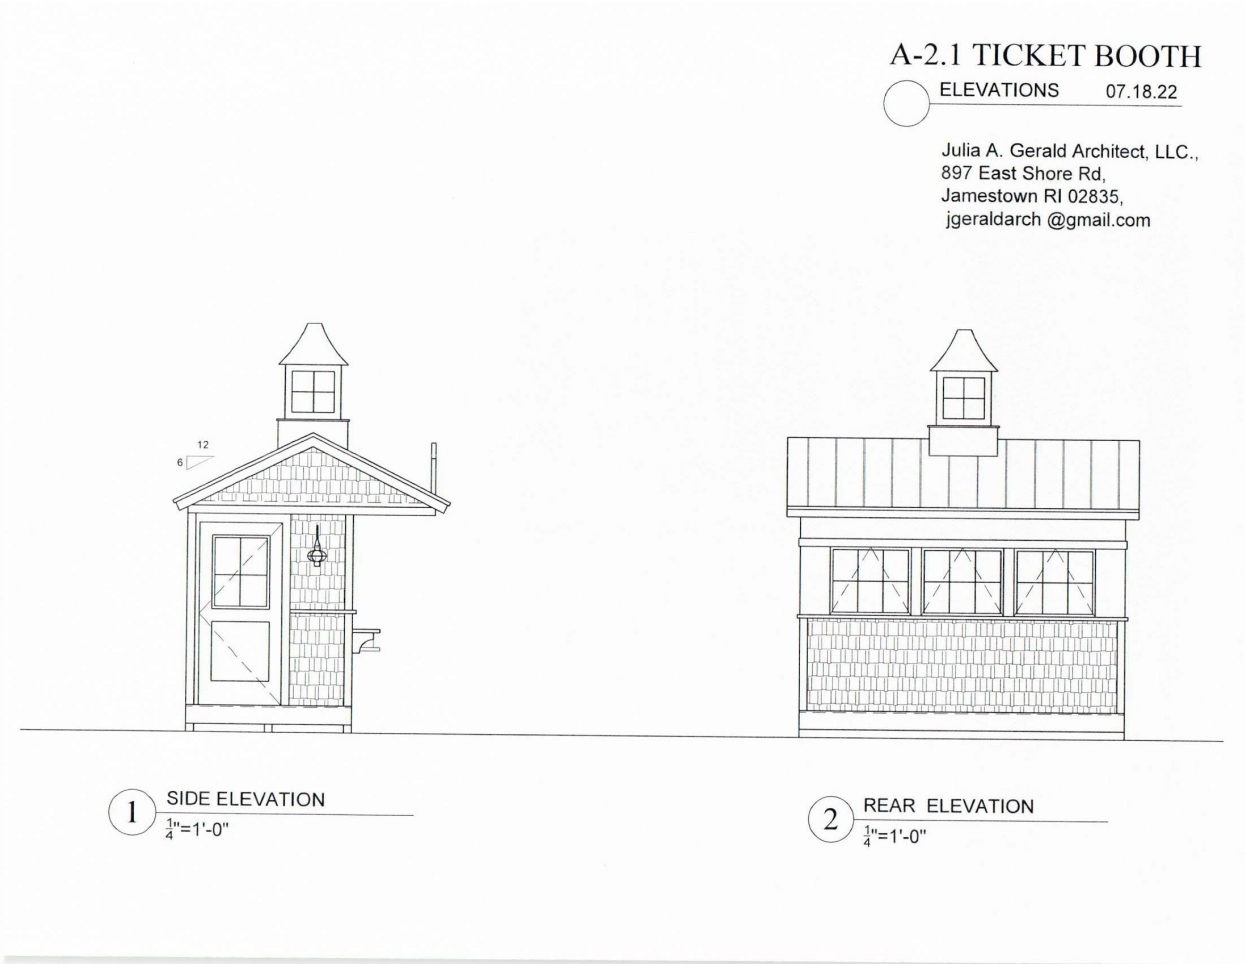 A-2.1 TICKET BOOTH
ELEVATIONS 07.18.22
Julia A. Gerald Architect, LLC.,
897 East Shore Rd,
Jamestown RI 02835,
jgeraldarch @gmail.com
12
6
1 SIDE ELEVATION
1/4"=1'-0"
2 REAR ELEVATION
1/4"=1'-0"